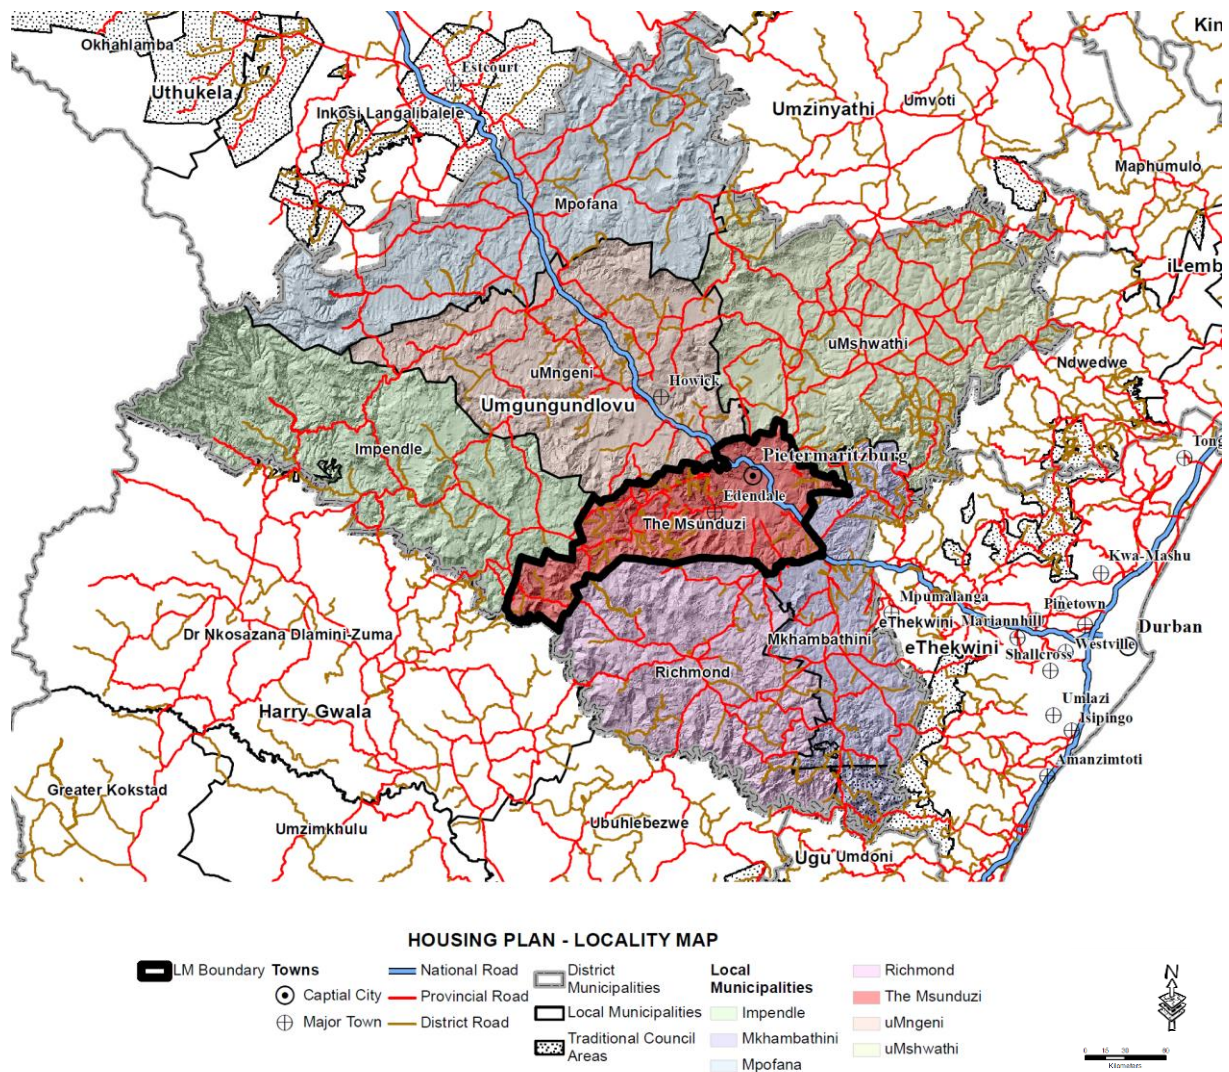 Okhahlamba
Kin
Estcourt
Uthukela
Umzinyathi
Umvoti
Inkosi Langalibalele
Maphumulo
Mpofana
iLemb
uMshwathi
Ndwedwe
uMngeni
Howick
Umgungundlovu
Impendle
Pietermaritzburg
Tong
Edendale
The Msunduzi
Kwa-Mashu
Mpumalanga
Pinetown
eThekwini
Mariannhill
Durban
Dr Nkosazana Dlamini Zuma
Mkhambathini
eThekwini
Shallcross
Westville
Richmond
Umlazi
Harry Gwala
Isipingo
Amanzimtoti
Greater Kokstad
Umzimkhulu
Ubuhlebezwe
Ugu
Umdoni
HOUSING PLAN - LOCALITY MAP
LM Boundary
Towns
Captial City
Major Town
National Road
Provincial Road
District Road
District
Municipalities
Local Municipalities
Traditional Council
Areas
Local
Municipalities
Impendle
Mkhambathini
Mpofana
Richmond
The Msunduzi
uMngeni
uMshwathi
N
Kilometers